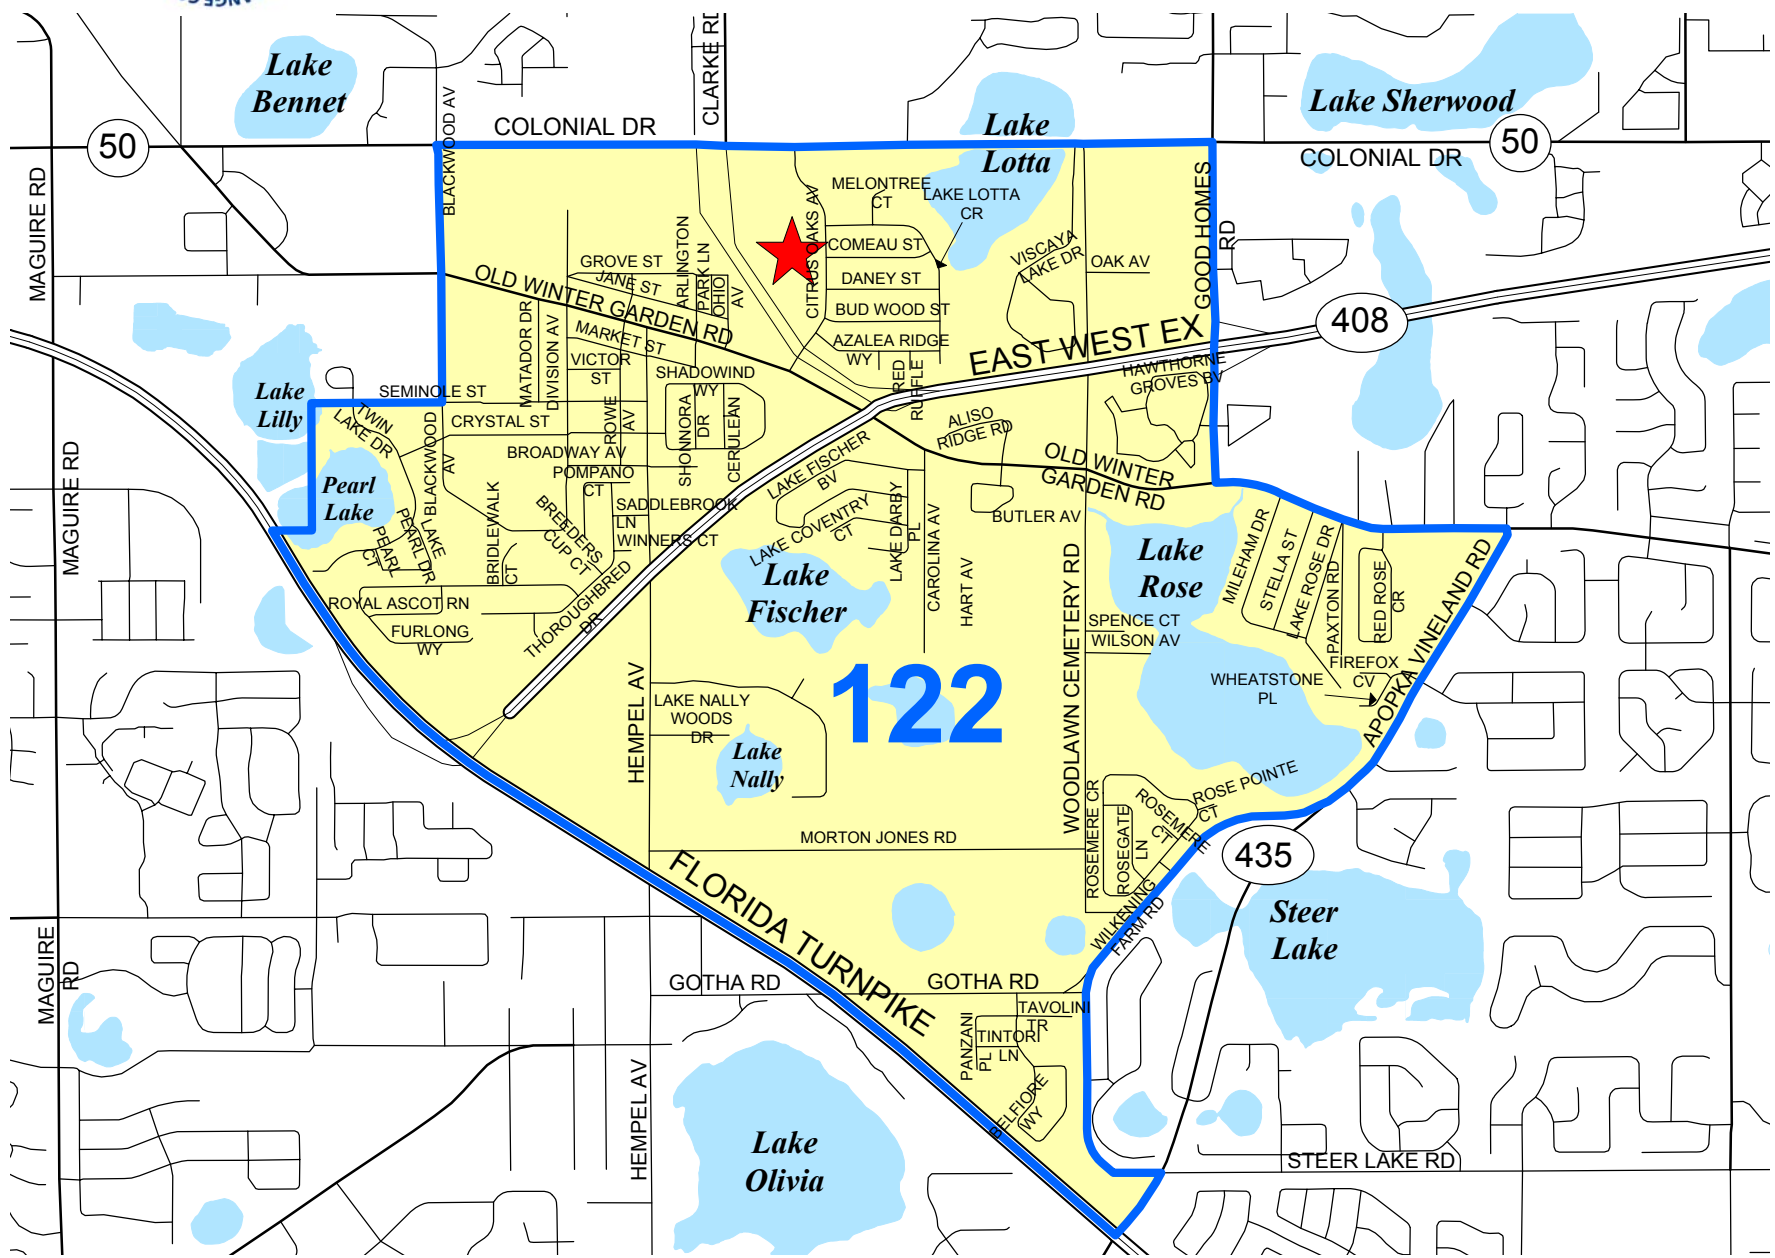 Lake
Bennet
COLONIAL DR
CLARKE RD
Lake
Lotta
Lake Sherwood
50
50
COLONIAL DR
BLACKWOOD AV
MAGUIRE RD
MELONTREE
CT
LAKE LOTTA
CR
CITRUS OAKS AV
COMEAU ST
DANEY ST
BUD WOOD ST
AZALEA RIDGE
WY
RED
RUFFLE
VISCAYA
LAKE DR
OAK AV
GOOD HOMES
RD
408
GROVE ST
JANE ST
ARLINGTON
PARK LN
OHIO
AV
OLD WINTER GARDEN RD
MATADOR DR
DIVISION AV
MARKET ST
VICTOR
ST
SHADOWIND
WY
EAST WEST EX
HAWTHORNE
GROVES BV
Lake
Lilly
SEMINOLE ST
TWIN
LAKE DR
CRYSTAL ST
BLACKWOOD
AV
ROWE
AV
SHONNORA
DR
CERULEAN
BROADWAY AV
POMPANO
CT
ALISO
RIDGE RD
OLD WINTER
GARDEN RD
LAKE FISCHER
BV
MAGUIRE RD
Pearl
Lake
LAKE
PEARL DR
PEARL
CT
BRIDLEWALK
CT
BREEDERS
CUP CT
SADDLEBROOK
LN
WINNERS CT
LAKE COVENTRY
CT
LAKE DARBY
PL
CAROLINA AV
HART AV
BUTLER AV
WOODLAWN CEMETERY RD
Lake
Rose
MILEHAM DR
STELLA ST
LAKE ROSE DR
PAXTON RD
RED ROSE
CR
APOPKA VINELAND RD
Lake
Fischer
ROYAL ASCOT RN
FURLONG
WY
THOROUGHBRED
DR
SPENCE CT
WILSON AV
FIREFOX
CV
WHEATSTONE
PL
122
HEMPEL AV
LAKE NALLY
WOODS
DR
Lake
Nally
ROSE POINTE
CT
ROSEMERE
CT
ROSEMERE CR
ROSEGATE
LN
MORTON JONES RD
435
FLORIDA TURNPIKE
WILKENING
FARM RD
Steer
Lake
MAGUIRE
RD
GOTHA RD
GOTHA RD
TAVOLINI
TR
PANZANI
PL
TINTORI
LN
BELFIORE
WY
HEMPEL AV
Lake
Olivia
STEER LAKE RD